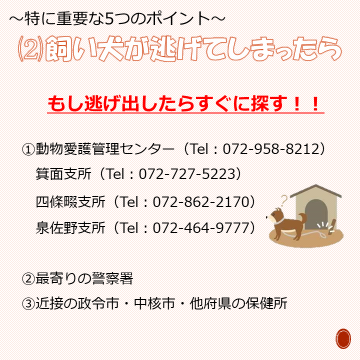 ～特に重要な5つのポイント～
⑵飼い犬が逃げてしまったら
もし逃げ出したらすぐに探す！！
①動物愛護管理センター（Tel：072-958-8212）
箕面支所（Tel：072-727-5223）
四條畷支所（Tel：072-862-2170）
泉佐野支所（Tel：072-464-9777）
②最寄りの警察署
③近接の政令市・中核市・他府県の保健所